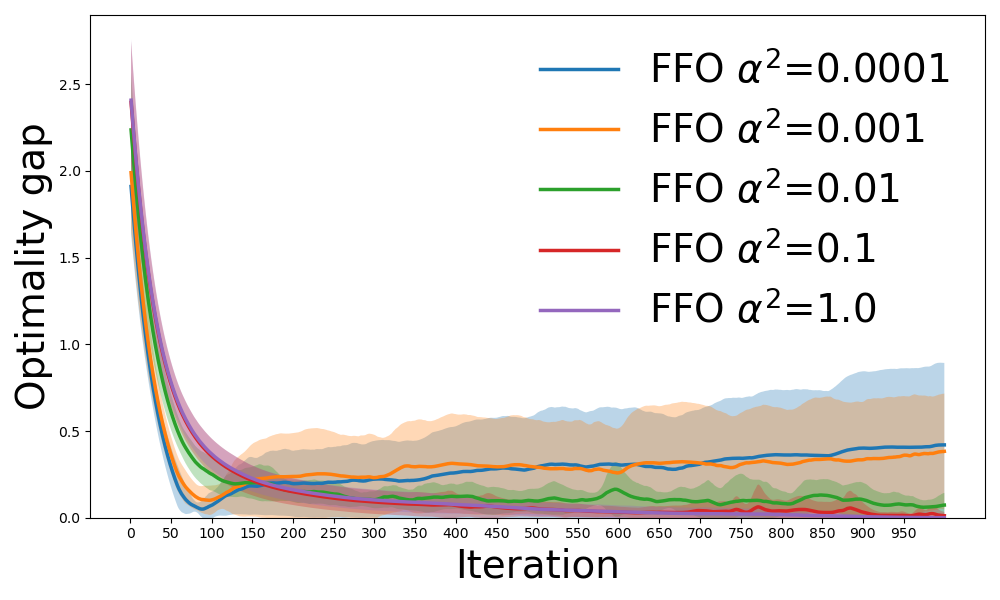 FFO α²=0.0001
FFO α²=0.001
FFO α²=0.01
FFO α²=0.1
FFO α²=1.0
Optimality gap
2.5
2.0
1.5
1.0
0.5
0.0
0 50 100 150 200 250 300 350 400 450 500 550 600 650 700 750 800 850 900 950
Iteration